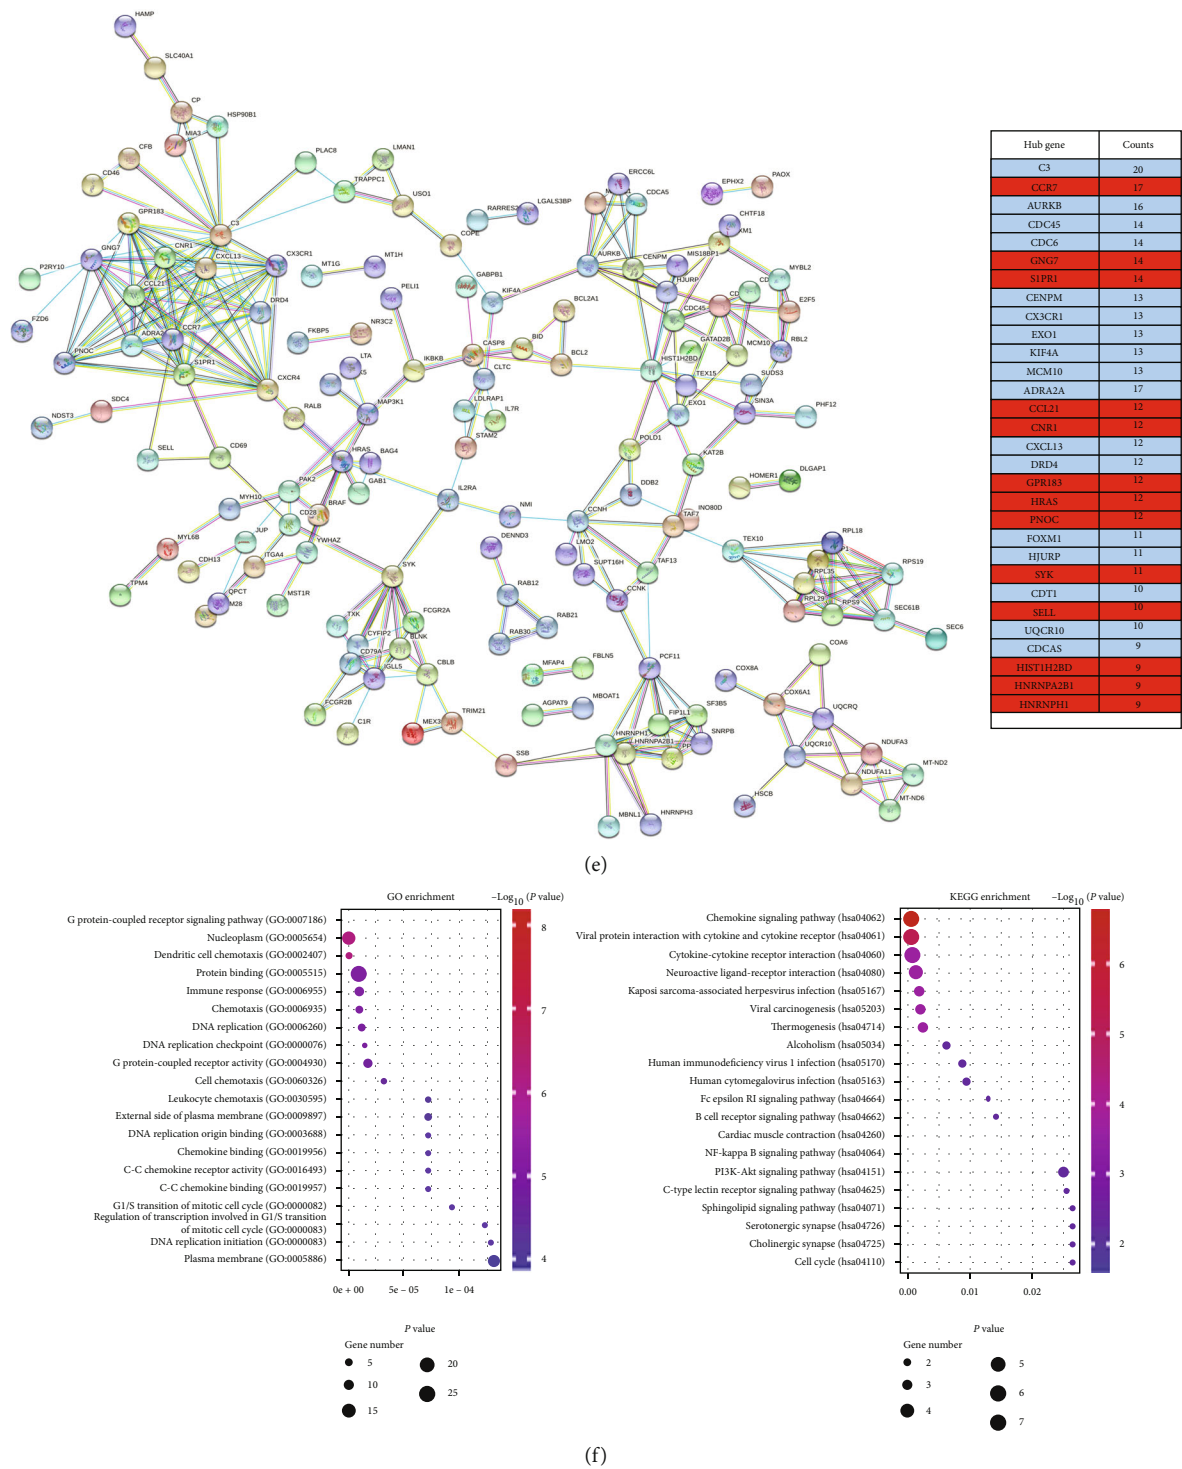 HAMP
SLC40A1
CP
HSP90B1
MIA3
CFB
CD46
PLAC8
LMAN1
TRAPPC1
USO1
GPR183
C3
CNR1
CXCL13
CX3CR1
GNG7
P2RY10
CCL21
DRD4
FZD6
CCR7
PNOC
S1PR1
CXCR4
NDST3
SDC4
RALB
SELL
CD69
COPE
RARRES2
LGALS3BP
MT1G
MT1H
GABPB1
KIF4A
PELI1
BCL2A1
FKBP5
NR3C2
BID
CASP8
BCL2
LTA
IKBKB
CLTC
MAP3K1
LDLRAP1
IL7R
STAM2
HRAS
BAG4
GAB1
PAK2
BRAF
IL2RA
NMI
MYH10
CD28
MYL6B
JUP
YWHAZ
CDH13
ITGA4
TPM4
QPCT
M28
MST1R
SYK
DENND3
RAB12
RAB21
RAB30
TXK
FCGR2A
CYFIP2
BLNK
CD79A
IGLL5
CBLB
FCGR2B
C1R
MEX3
TRIM21
SSB
MFAP4
FBLN5
AGPAT9
MBOAT1
ERCC6L
CDCA5
EPHX2
PAOX
CHTF18
AURKB
CENPM
MIS18BP1
HJURP
MYBL2
CDC45
E2F5
GATAD2B
MCM10
RBL2
HIST1H2BD
TEX15
SUDS3
EXO1
SIN3A
PHF12
POLD1
KAT2B
HOMER1
DLGAP1
DDB2
CCNH
TAF7
INO80D
LMO2
SUPT16H
TAF13
CCNK
TEX10
RPL18
RPS19
RPL35
RPL29
RPS9
SEC61B
SEC6
PCF11
SF3B5
FIP1L1
HNRNPH1
HNRNPA2B1
SNRPB
MBNL1
HNRNPH3
COA6
COX8A
COX6A1
UQCRQ
UQCR10
NDUFA3
NDUFA11
MT-ND2
MT-ND6
HSCB
Hub gene Counts
C3 20
CCR7 17
AURKB 16
CDC45 14
CDC6 14
GNG7 14
S1PR1 14
CENPM 13
CX3CR1 13
EXO1 13
KIF4A 13
MCM10 13
ADRA2A 17
CCL21 12
CNR1 12
CXCL13 12
DRD4 12
GPR183 12
HRAS 12
PNOC 12
FOXM1 11
HJURP 11
SYK 11
CDT1 10
SELL 10
UQCR10 10
CDCAS 9
HIST1H2BD 9
HNRNPA2B1 9
HNRNPH1 9
(e)
GO enrichment
−Log10 (P value)
G protein-coupled receptor signaling pathway (GO:0007186)
Nucleoplasm (GO:0005654)
Dendritic cell chemotaxis (GO:0002407)
Protein binding (GO:0005515)
Immune response (GO:0006955)
Chemotaxis (GO:0006935)
DNA replication (GO:0006260)
DNA replication checkpoint (GO:0000076)
G protein-coupled receptor activity (GO:0004930)
Cell chemotaxis (GO:0060326)
Leukocyte chemotaxis (GO:0030595)
External side of plasma membrane (GO:0009897)
DNA replication origin binding (GO:0003688)
Chemokine binding (GO:0019956)
C-C chemokine receptor activity (GO:0016493)
C-C chemokine binding (GO:0019957)
G1/S transition of mitotic cell cycle (GO:0000082)
Regulation of transcription involved in G1/S transition
of mitotic cell cycle (GO:0000083)
DNA replication initiation (GO:0000083)
Plasma membrane (GO:0005886)
8
7
6
5
4
0e + 00 5e − 05 1e − 04
P value
Gene number
5 20
10 25
15
KEGG enrichment
−Log10 (P value)
Chemokine signaling pathway (hsa04062)
Viral protein interaction with cytokine and cytokine receptor (hsa04061)
Cytokine-cytokine receptor interaction (hsa04060)
Neuroactive ligand-receptor interaction (hsa04080)
Kaposi sarcoma-associated herpesvirus infection (hsa05167)
Viral carcinogenesis (hsa05203)
Thermogenesis (hsa04714)
Alcoholism (hsa05034)
Human immunodeficiency virus 1 infection (hsa05170)
Human cytomegalovirus infection (hsa05163)
Fc epsilon RI signaling pathway (hsa04664)
B cell receptor signaling pathway (hsa04662)
Cardiac muscle contraction (hsa04260)
NF-kappa B signaling pathway (hsa04064)
PI3K-Akt signaling pathway (hsa04151)
C-type lectin receptor signaling pathway (hsa04625)
Sphingolipid signaling pathway (hsa04071)
Serotonergic synapse (hsa04726)
Cholinergic synapse (hsa04725)
Cell cycle (hsa04110)
6
5
4
3
2
0.00 0.01 0.02
P value
Gene number
2 5
3 6
4 7
(f)